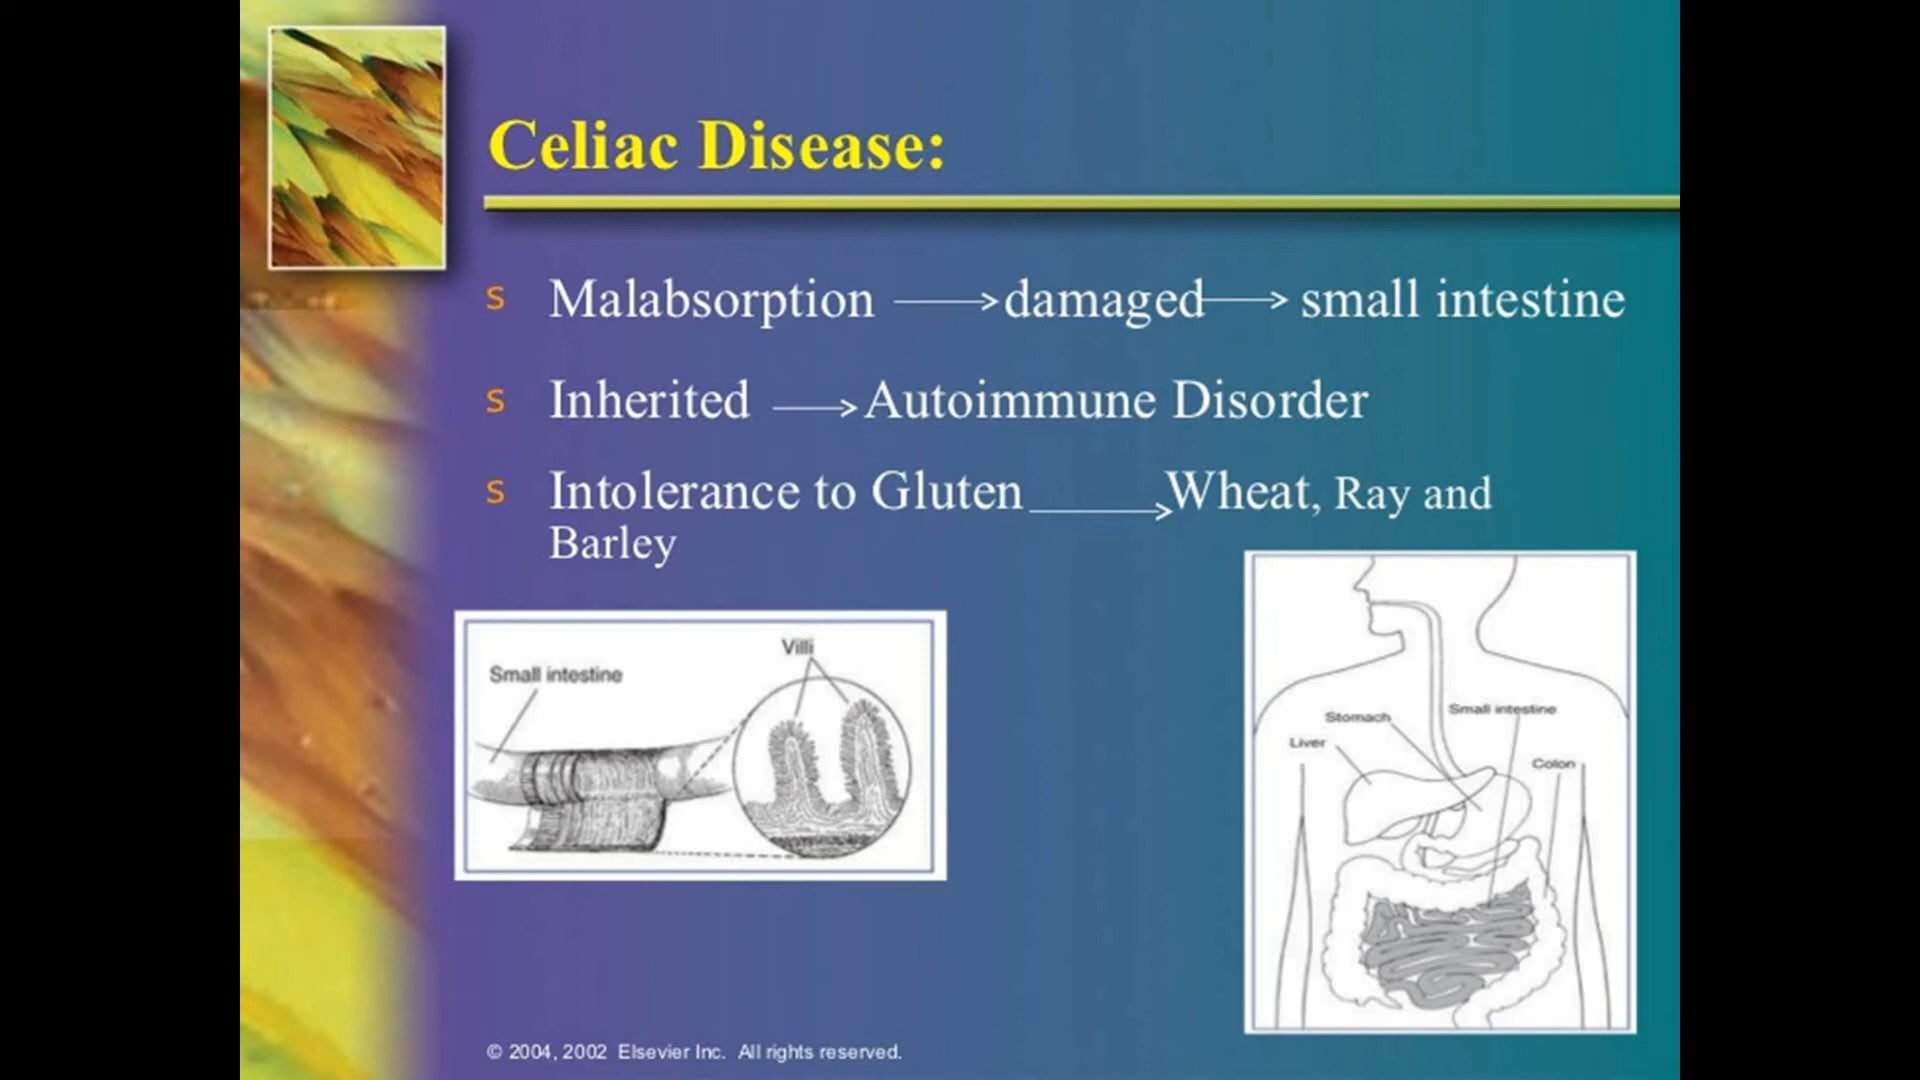 Celiac Disease:
s Malabsorption ⟶ damaged ⟶ small intestine
s Inherited ⟶ Autoimmune Disorder
s Intolerance to Gluten ⟶ Wheat, Ray and
Barley
Small intestine
Villi
Stomach
Small intestine
Liver
Colon
© 2004, 2002 Elsevier Inc. All rights reserved.